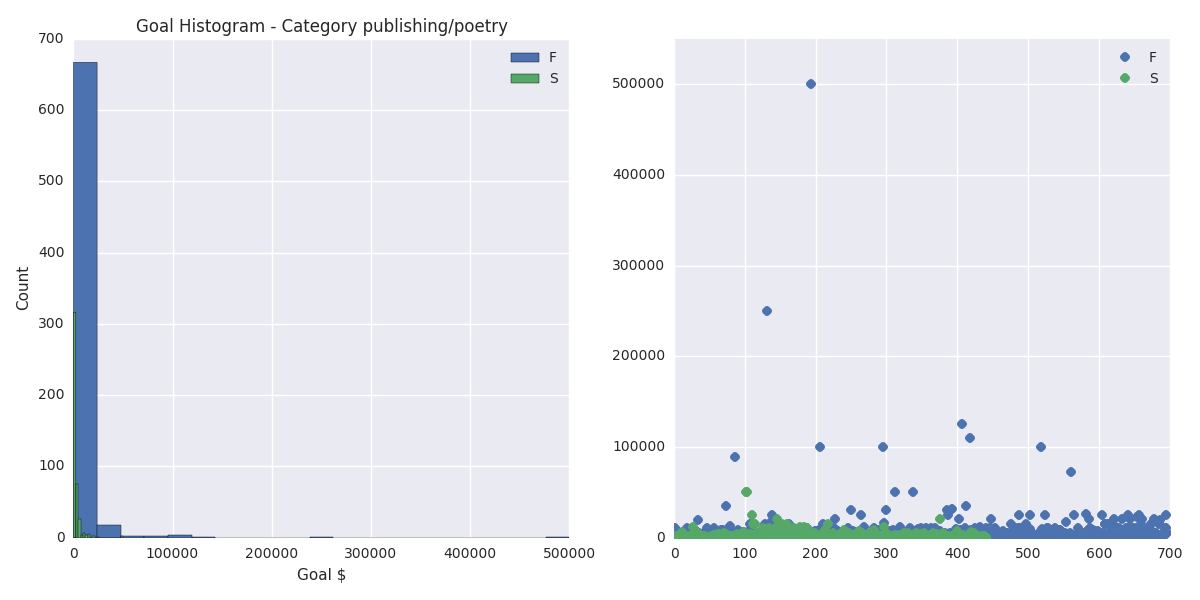 Goal Histogram - Category publishing/poetry
700
600
500
400
300
200
100
0
Count
0 100000 200000 300000 400000 500000
Goal $
F
S
500000
400000
300000
200000
100000
0
0 100 200 300 400 500 600 700
F
S